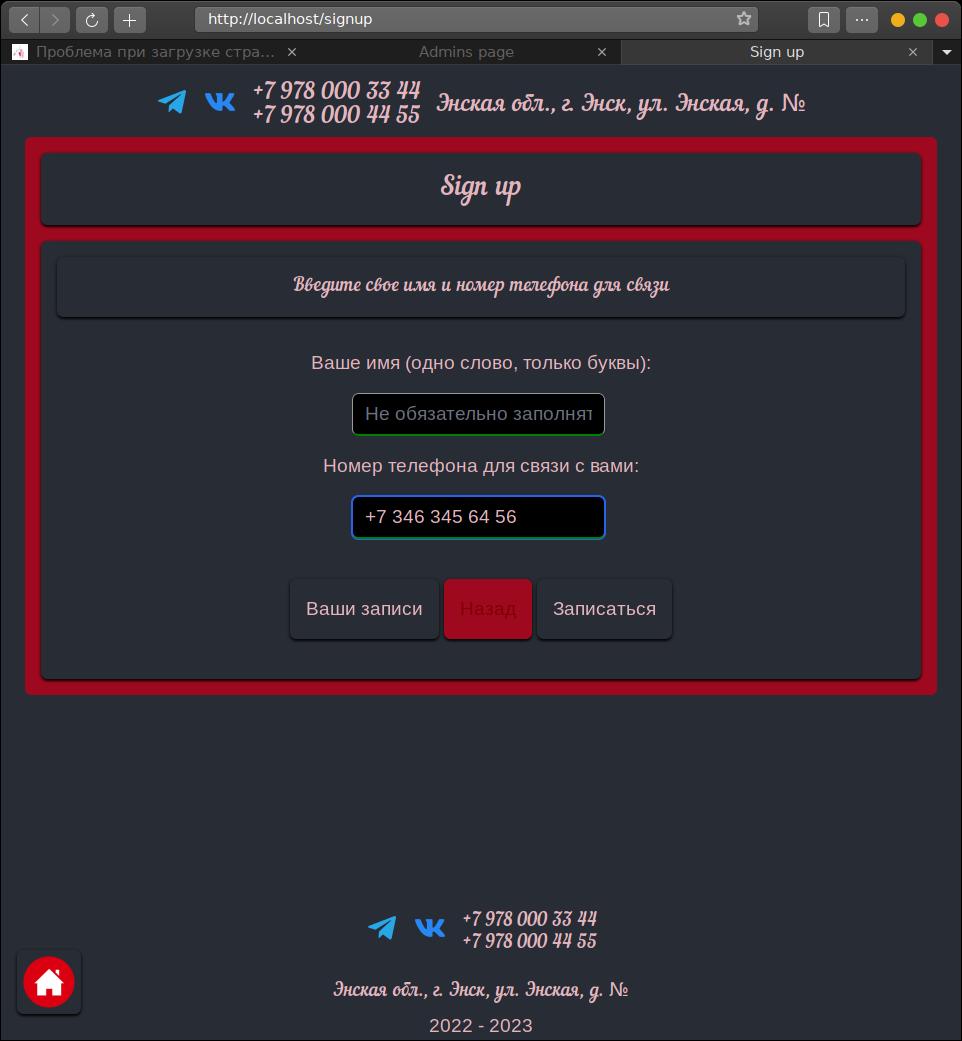 http://localhost/signup
Проблема при загрузке стра... Admins page Sign up
+7 978 000 33 44
+7 978 000 44 55
Энская обл., г. Энск, ул. Энская, д. №
Sign up
Введите свое имя и номер телефона для связи
Ваше имя (одно слово, только буквы):
Не обязательно заполнят
Номер телефона для связи с вами:
+7 346 345 64 56
Ваши записи Назад Записаться
+7 978 000 33 44
+7 978 000 44 55
Энская обл., г. Энск, ул. Энская, д. №
2022 - 2023